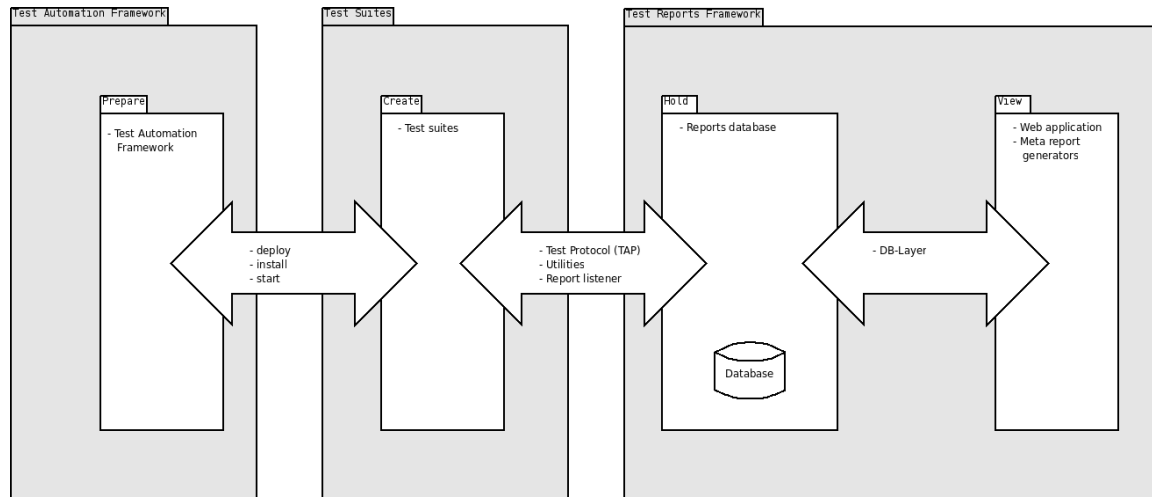 Test Automation Framework
Test Suites
Test Reports Framework
Prepare
- Test Automation
Framework
Create
- Test suites
Hold
- Reports database
View
- Web application
- Meta report
generators
- deploy
- install
- start
- Test Protocol (TAP)
- Utilities
- Report listener
- DB-Layer
Database